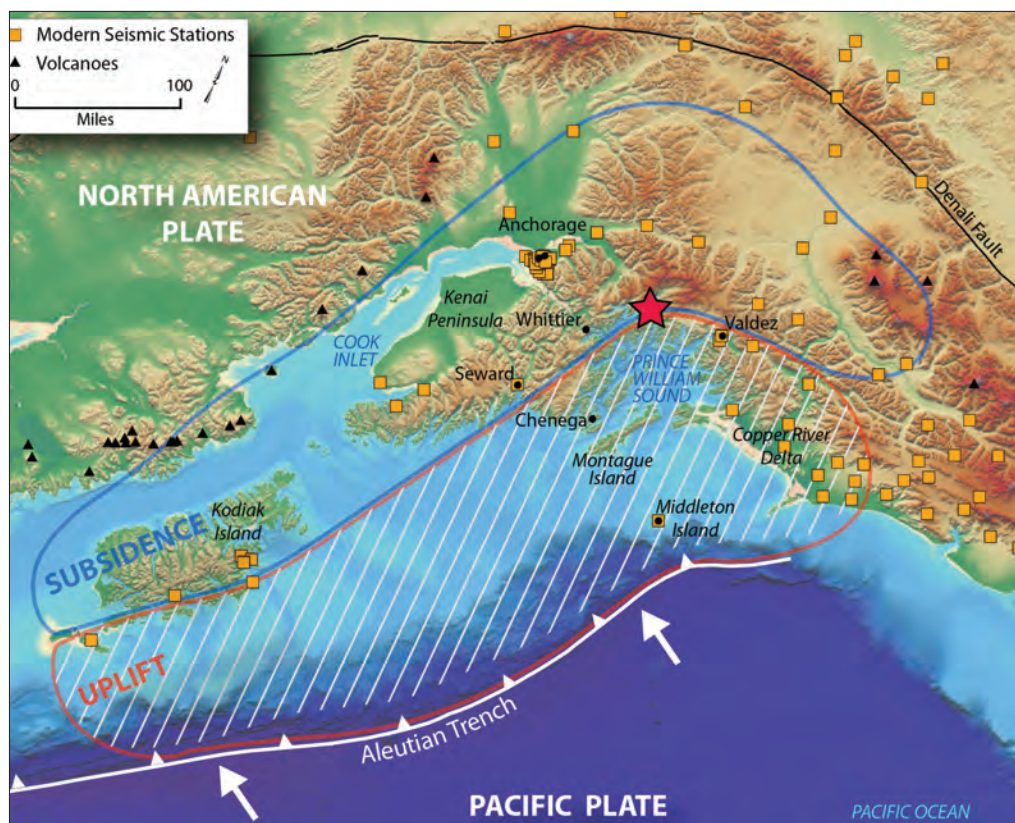 Modern Seismic Stations
Volcanoes
0 100
N
Miles
NORTH AMERICAN
PLATE
Denali Fault
Anchorage
Kenai
Peninsula
Whittier
Valdez
COOK
INLET
PRINCE
WILLIAM
SOUND
Seward
Chenega
Copper River
Delta
Montague
Island
Kodiak
Island
Middleton
Island
SUBSIDENCE
UPLIFT
Aleutian Trench
PACIFIC PLATE
PACIFIC OCEAN